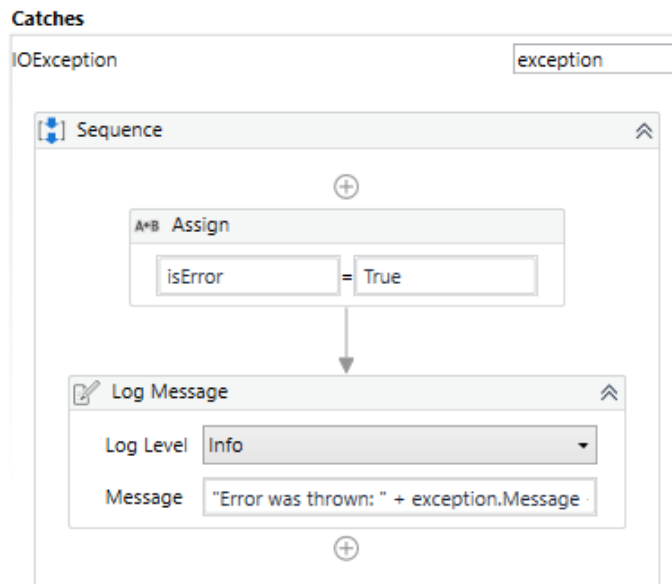 Catches
IOException exception
Sequence
A+B Assign
isError = True
Log Message
Log Level Info
Message "Error was thrown: " + exception.Message